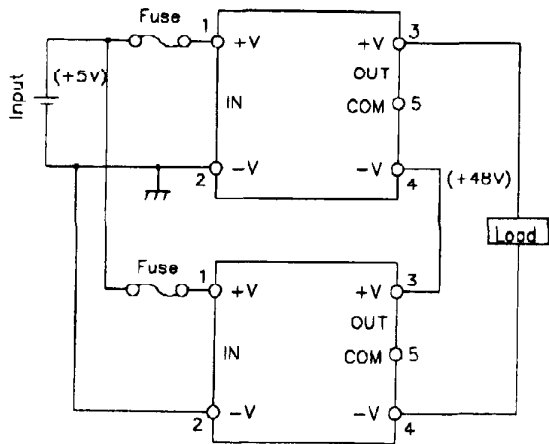 Fuse
1
+V
+V
3
(+5V)
OUT
Input
IN
COM
5
2
-V
-V
4
(+48V)
Load
Fuse
1
+V
+V
3
OUT
IN
COM
5
2
-V
-V
4